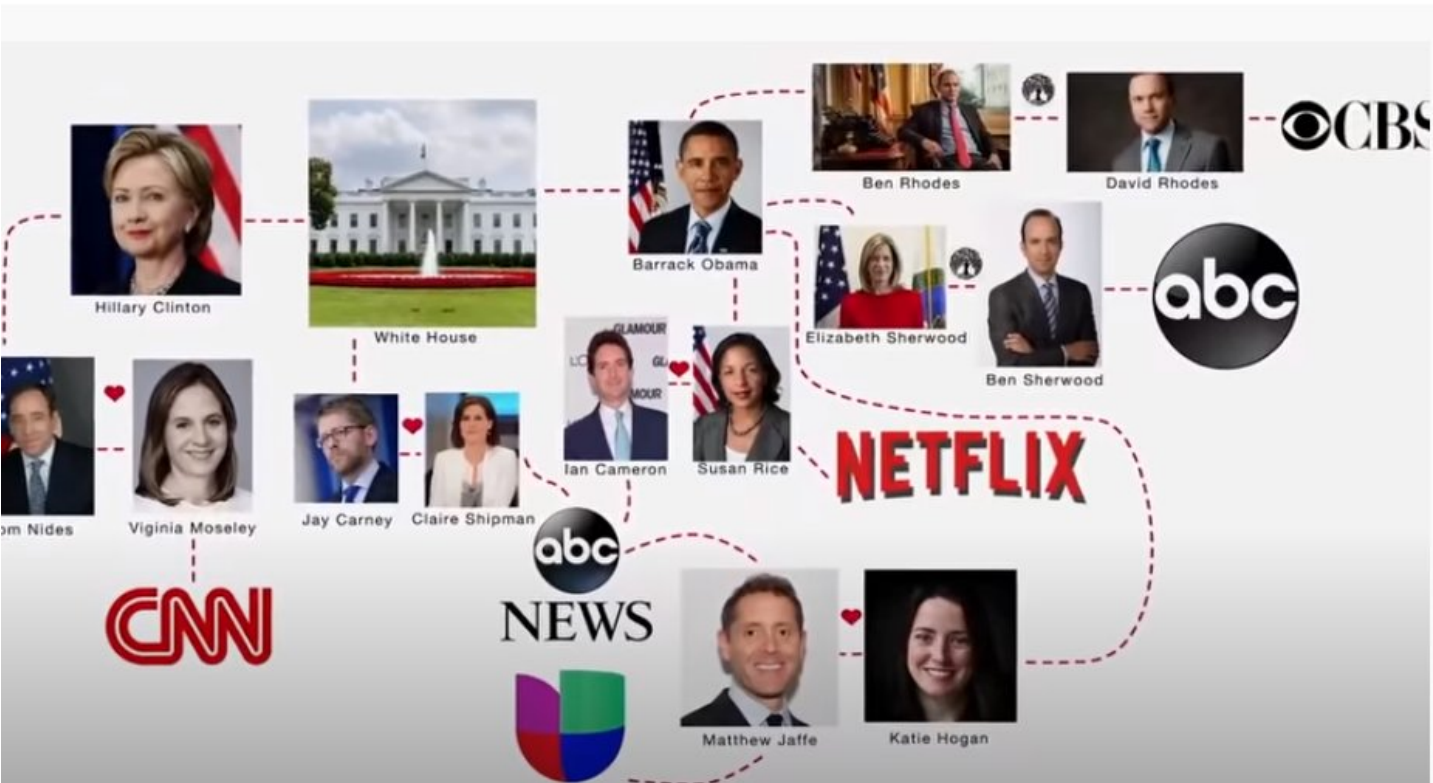 Ben Rhodes
David Rhodes
CBS
Barrack Obama
Hillary Clinton
White House
Elizabeth Sherwood
Ben Sherwood
abc
GLAMOUR
MOUR
Ian Cameron
Susan Rice
NETFLIX
om Nides
Viginia Moseley
Jay Carney
Claire Shipman
abc
NEWS
CNN
Matthew Jaffe
Katie Hogan